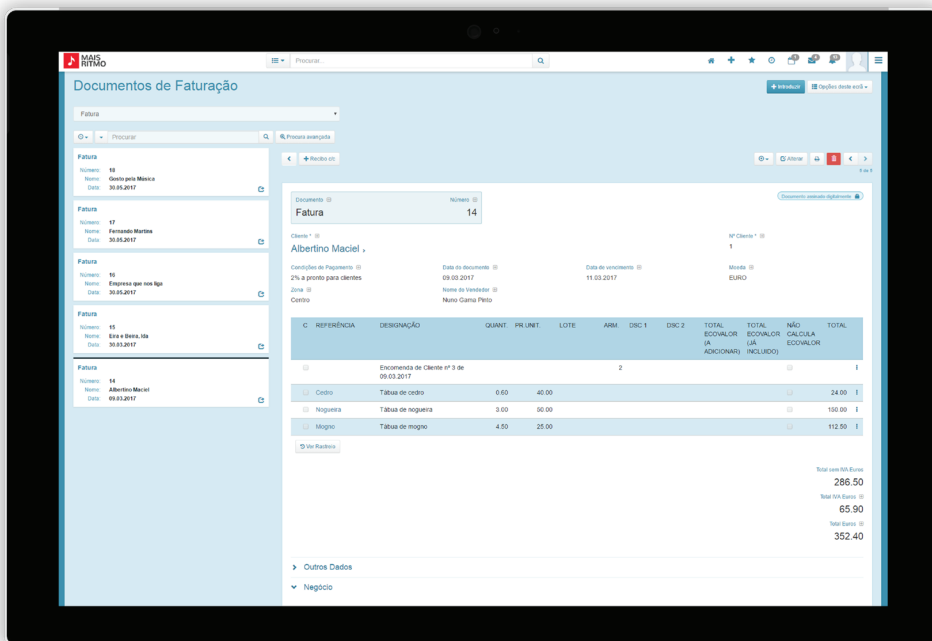 MAIS
RITMO
Procurar...
Documentos de Faturação
Introduzir
Opções deste ecrã
Fatura
Procurar
Procura avançada
Fatura
Número: 18
Nome: Gosto pela Música
Data: 30.05.2017
Fatura
Número: 17
Nome: Fernando Martins
Data: 30.05.2017
Fatura
Número: 16
Nome: Empresa que nos liga
Data: 30.05.2017
Fatura
Número: 15
Nome: Eira e Beira, lda
Data: 30.03.2017
Fatura
Número: 14
Nome: Albertino Maciel
Data: 09.03.2017
Recibo c/c
Alterar
5 de 5
Documento Número
Fatura 14
Documento assinado digitalmente
Cliente * Nº Cliente *
Albertino Maciel 1
Condições de Pagamento Data do documento Data de vencimento Moeda
2% a pronto para clientes 09.03.2017 11.03.2017 EURO
Zona Nome do Vendedor
Centro Nuno Gama Pinto
C REFERÊNCIA DESIGNAÇÃO QUANT. PR.UNIT. LOTE ARM. DSC 1 DSC 2 TOTAL ECOVALOR (A ADICIONAR) TOTAL ECOVALOR (JÁ INCLUIDO) NÃO CALCULA ECOVALOR TOTAL
Encomenda de Cliente nº 3 de 2
09.03.2017
Cedro Tábua de cedro 0.60 40.00 24.00
Nogueira Tábua de nogueira 3.00 50.00 150.00
Mogno Tábua de mogno 4.50 25.00 112.50
Ver Rastreio
Total sem IVA Euros
286.50
Total IVA Euros
65.90
Total Euros
352.40
Outros Dados
Negócio